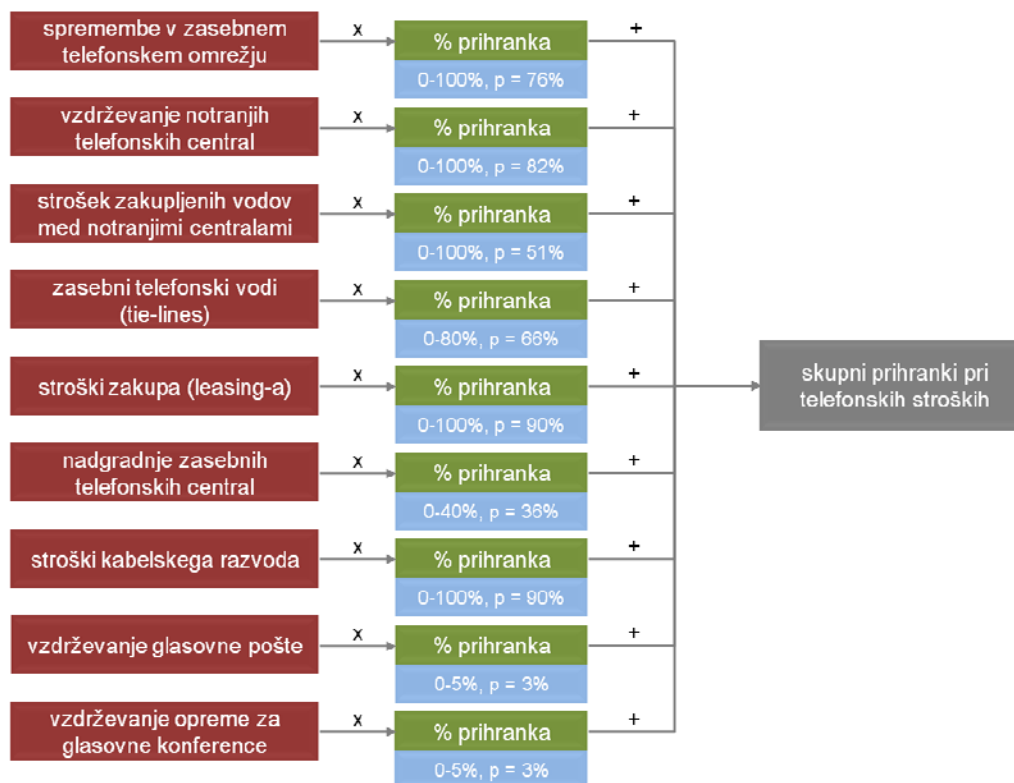 spremembe v zasebnem
telefonskem omrežju
x
% prihranka
+
0-100%, p = 76%
vzdrževanje notranjih
telefonskih central
x
% prihranka
+
0-100%, p = 82%
strošek zakupljenih vodov
med notranjimi centralami
x
% prihranka
+
0-100%, p = 51%
zasebni telefonski vodi
(tie-lines)
x
% prihranka
+
0-80%, p = 66%
stroški zakupa (leasing-a)
x
% prihranka
+
0-100%, p = 90%
skupni prihranki pri
telefonskih stroških
nadgradnje zasebnih
telefonskih central
x
% prihranka
+
0-40%, p = 36%
stroški kabelskega razvoda
x
% prihranka
+
0-100%, p = 90%
vzdrževanje glasovne pošte
x
% prihranka
+
0-5%, p = 3%
vzdrževanje opreme za
glasovne konference
x
% prihranka
+
0-5%, p = 3%